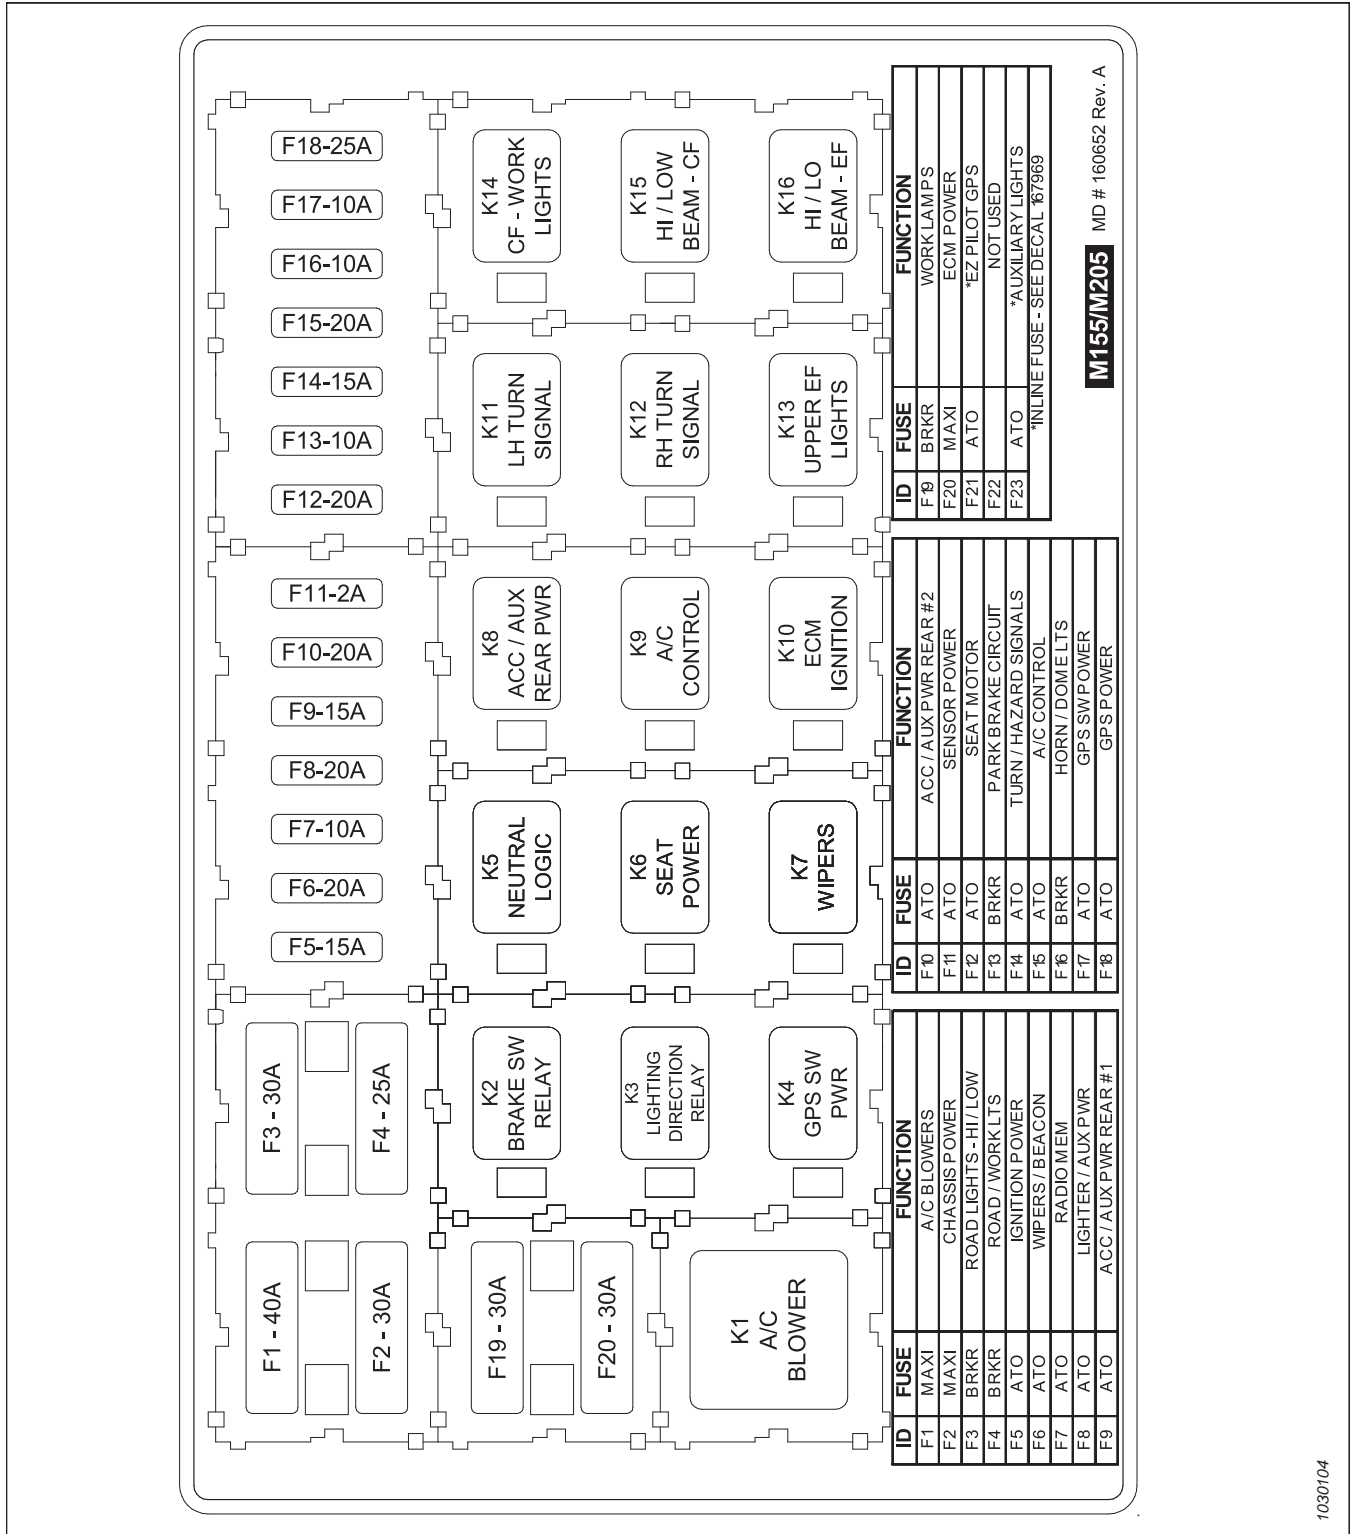 F18-25A
F17-10A
F16-10A
F15-20A
F14-15A
F13-10A
F12-20A
F11-2A
F10-20A
F9-15A
F8-20A
F7-10A
F6-20A
F5-15A
F3 - 30A
F4 - 25A
F1 - 40A
F2 - 30A
F19 - 30A
F20 - 30A
K14
CF - WORK
LIGHTS
K15
HI / LOW
BEAM - CF
K16
HI / LO
BEAM - EF
K11
LH TURN
SIGNAL
K12
RH TURN
SIGNAL
K13
UPPER EF
LIGHTS
K8
ACC / AUX
REAR PWR
K9
A/C
CONTROL
K10
ECM
IGNITION
K5
NEUTRAL
LOGIC
K6
SEAT
POWER
K7
WIPERS
K2
BRAKE SW
RELAY
K3
LIGHTING
DIRECTION
RELAY
K4
GPS SW
PWR
K1
A/C
BLOWER
ID FUSE FUNCTION
F1 MAXI A/C BLOWERS
F2 MAXI CHASSIS POWER
F3 BRKR ROAD LIGHTS - HI / LOW
F4 BRKR ROAD / WORK LTS
F5 ATO IGNITION POWER
F6 ATO WIPERS / BEACON
F7 ATO RADIO MEM
F8 ATO LIGHTER / AUX PWR
F9 ATO ACC / AUX PWR REAR #1
ID FUSE FUNCTION
F10 ATO ACC / AUX PWR REAR #2
F11 ATO SENSOR POWER
F12 ATO SEAT MOTOR
F13 BRKR PARK BRAKE CIRCUIT
F14 ATO TURN / HAZARD SIGNALS
F15 ATO A/C CONTROL
F16 BRKR HORN / DOME LTS
F17 ATO GPS SW POWER
F18 ATO GPS POWER
ID FUSE FUNCTION
F19 BRKR WORK LAMPS
F20 MAXI ECM POWER
F21 ATO *EZ PILOT GPS
F22 NOT USED
F23 ATO *AUXILIARY LIGHTS
*INLINE FUSE - SEE DECAL 167969
M155/M205 MD # 160652 Rev. A
1030104